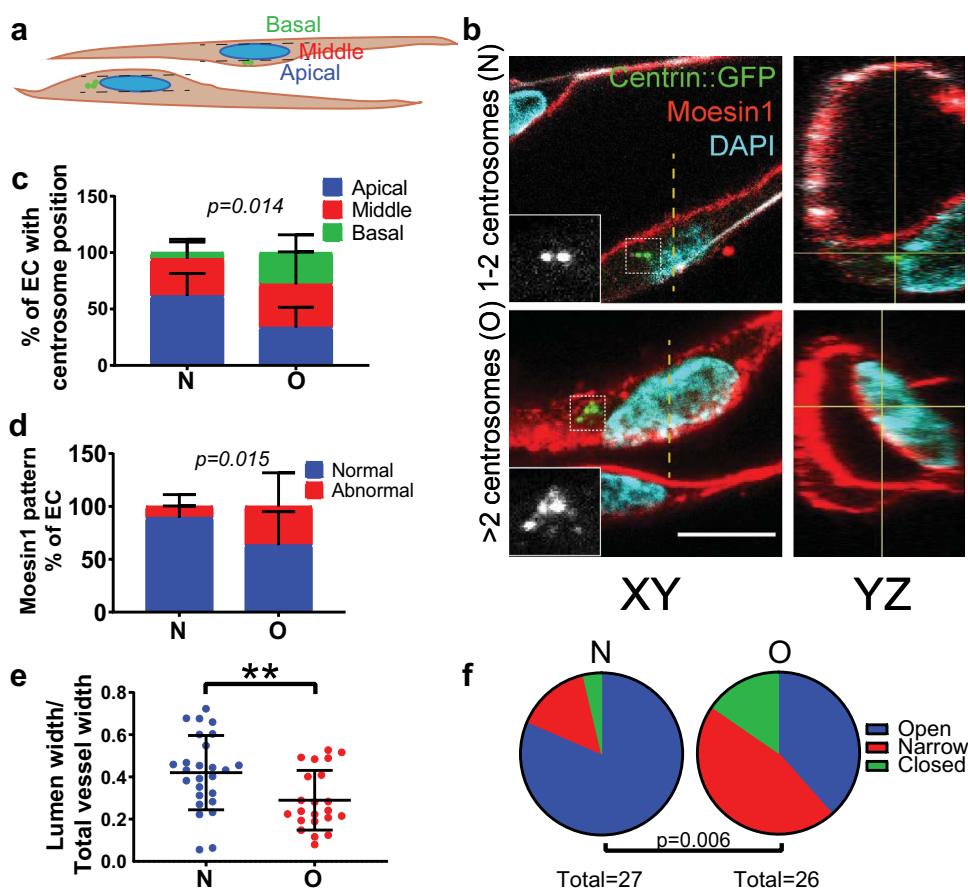 a
Basal
Middle
Apical
b
1-2 centrosomes (N)
Centrin::GFP
Moesin1
DAPI
>2 centrosomes (O)
XY
YZ
c
% of EC with
centrosome position
150
100
50
0
p=0.014
Apical
Middle
Basal
N
O
d
Moesin1 pattern
% of EC
150
100
50
0
p=0.015
Normal
Abnormal
N
O
e
Lumen width/
Total vessel width
0.8
0.6
0.4
0.2
0.0
**
N
O
f
N
O
Open
Narrow
Closed
p=0.006
Total=27
Total=26